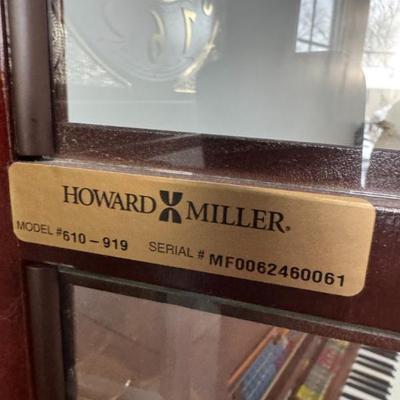 HOWARD MILLER®
MODEL #610-919 SERIAL # MF0062460061